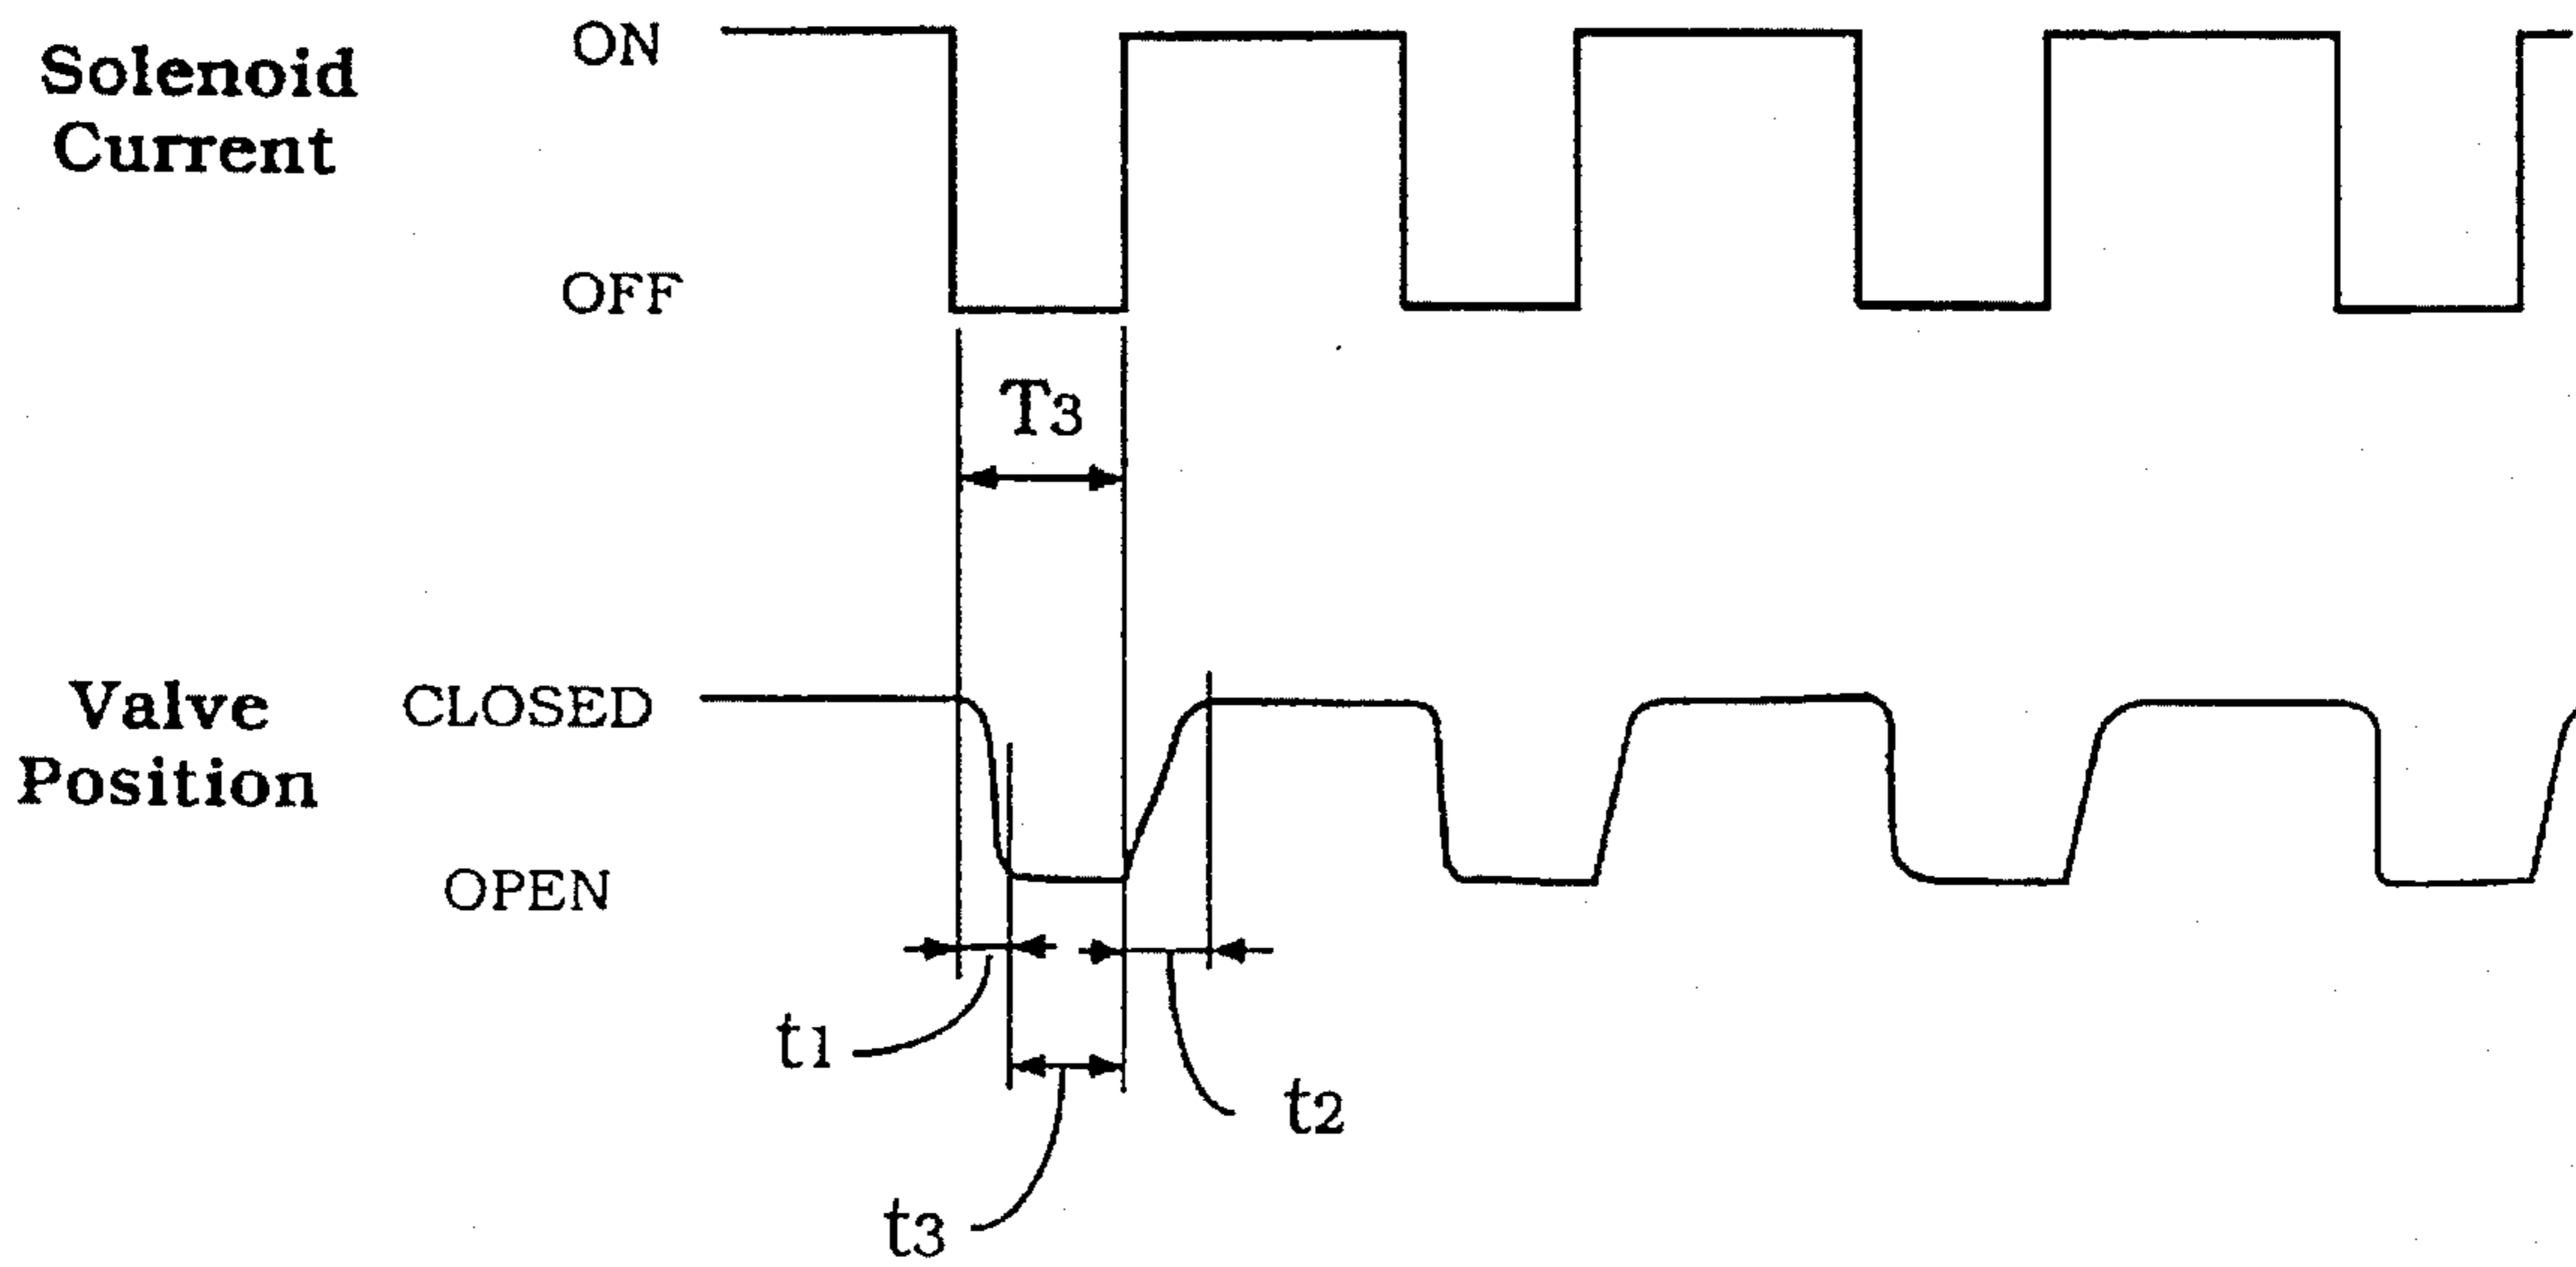 Solenoid
Current
ON
OFF
T3
Valve
Position
CLOSED
OPEN
t1
t2
t3